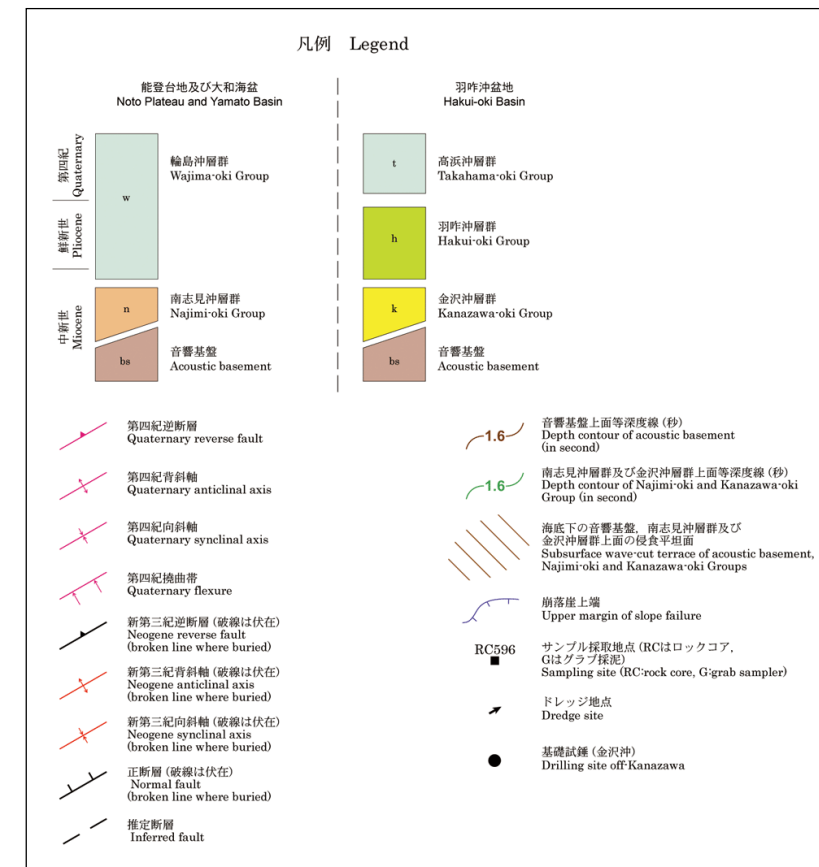 凡例 Legend
能登台地及び大和海盆
Noto Plateau and Yamato Basin
第四紀
Quaternary
鮮新世
Pliocene
中新世
Miocene
w
輪島沖層群
Wajima-oki Group
n
南志見沖層群
Najimi-oki Group
bs
音響基盤
Acoustic basement
羽咋沖盆地
Hakui-oki Basin
t
高浜沖層群
Takahama-oki Group
h
羽咋沖層群
Hakui-oki Group
k
金沢沖層群
Kanazawa-oki Group
bs
音響基盤
Acoustic basement
第四紀逆断層
Quaternary reverse fault
第四紀背斜軸
Quaternary anticlinal axis
第四紀向斜軸
Quaternary synclinal axis
第四紀撓曲帯
Quaternary flexure
新第三紀逆断層 (破線は伏在)
Neogene reverse fault
(broken line where buried)
新第三紀背斜軸 (破線は伏在)
Neogene anticlinal axis
(broken line where buried)
新第三紀向斜軸 (破線は伏在)
Neogene synclinal axis
(broken line where buried)
正断層 (破線は伏在)
Normal fault
(broken line where buried)
推定断層
Inferred fault
1.6
音響基盤上面等深度線 (秒)
Depth contour of acoustic basement
(in second)
1.6
南志見沖層群及び金沢沖層群上面等深度線 (秒)
Depth contour of Najimi-oki and Kanazawa-oki
Group (in second)
海底下の音響基盤, 南志見沖層群及び
金沢沖層群上面の侵食平坦面
Subsurface wave-cut terrace of acoustic basement,
Najimi-oki and Kanazawa-oki Groups
崩落崖上端
Upper margin of slope failure
RC596
サンプル採取地点 (RCはロックコア,
Gはグラブ採泥)
Sampling site (RC:rock core, G:grab sampler)
ドレッジ地点
Dredge site
基礎試錐 (金沢沖)
Drilling site off-Kanazawa